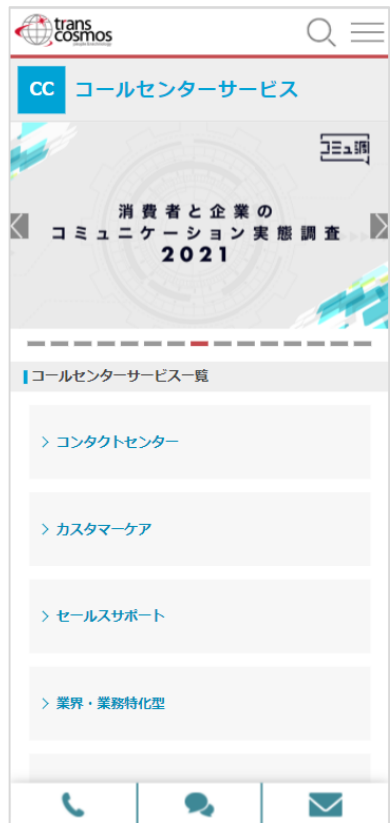 trans
cosmos
people & technology
CC コールセンターサービス
コミュ調
消費者と企業の
コミュニケーション実態調査
2021
コールセンターサービス一覧
> コンタクトセンター
> カスタマーケア
> セールスサポート
> 業界・業務特化型